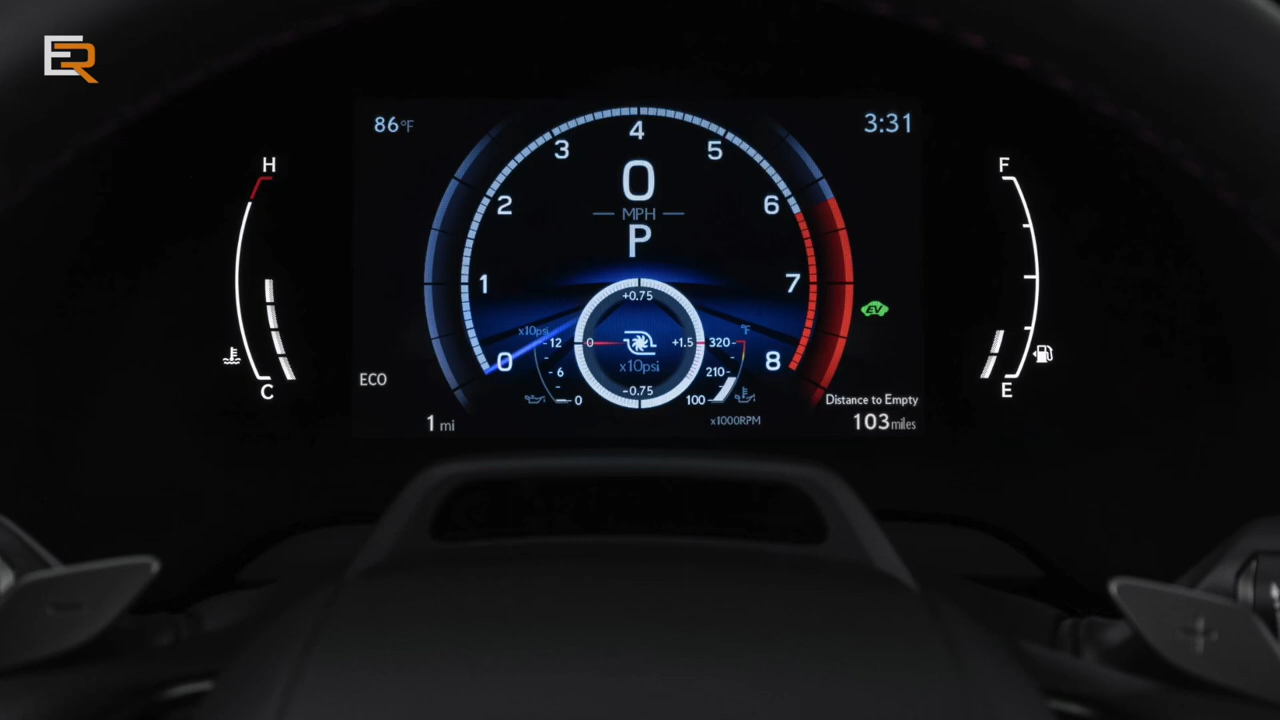 ER
86°F
3:31
H
F
4
3
5
0
2
6
MPH
P
1
7
+0.75
EV
x10psi
°F
12
0
+1.5
320
0
8
x10psi
6
210
ECO
−0.75
C
E
0
100
Distance to Empty
x1000RPM
1 mi
103 miles
−
+